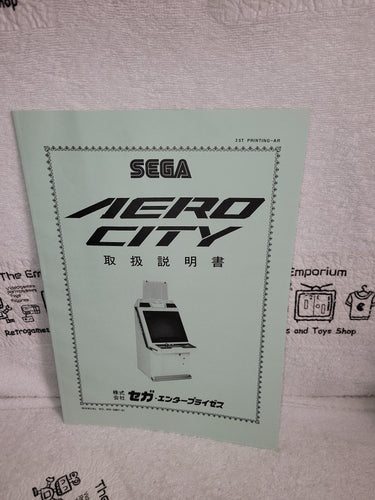 1ST PRINTING-AH
SEGA
AERO
CITY
取扱説明書
株式
会社 セガ・エンタープライゼス
The Emporium
Retrogames
The Em
Emporium
s and Toys Shop